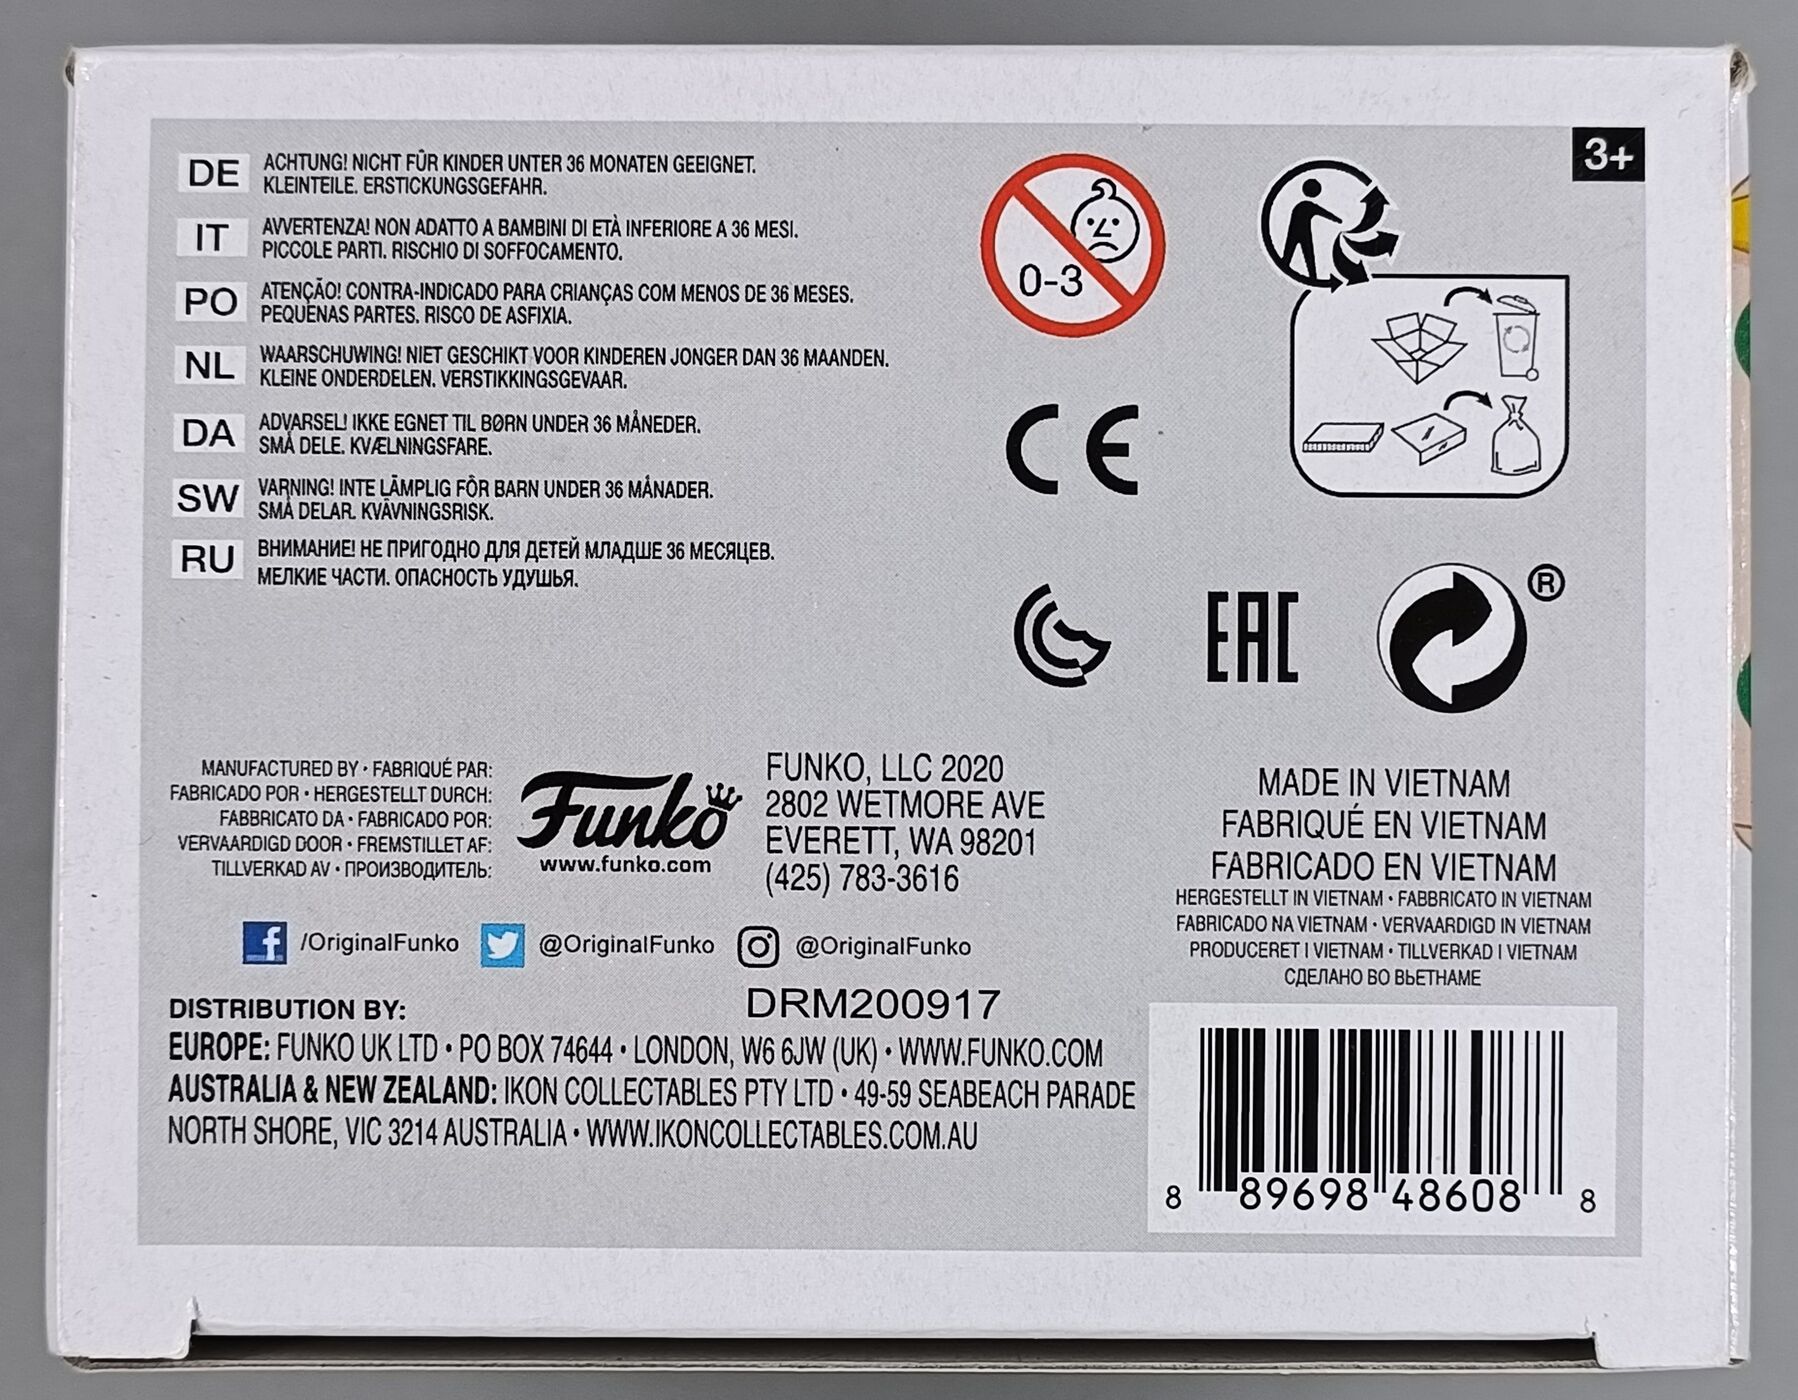 3+
DE
ACHTUNG! NICHT FÜR KINDER UNTER 36 MONATEN GEEIGNET.
KLEINTEILE. ERSTICKUNGSGEFAHR.
IT
AVVERTENZA! NON ADATTO A BAMBINI DI ETÀ INFERIORE A 36 MESI.
PICCOLE PARTI. RISCHIO DI SOFFOCAMENTO.
PO
ATENÇÃO! CONTRA-INDICADO PARA CRIANÇAS COM MENOS DE 36 MESES.
PEQUENAS PARTES. RISCO DE ASFIXIA.
NL
WAARSCHUWING! NIET GESCHIKT VOOR KINDEREN JONGER DAN 36 MAANDEN.
KLEINE ONDERDELEN. VERSTIKKINGSGEVAAR.
DA
ADVARSEL! IKKE EGNET TIL BØRN UNDER 36 MÅNEDER.
SMÅ DELE. KVÆLNINGSFARE.
SW
VARNING! INTE LÄMPLIG FÖR BARN UNDER 36 MÅNADER.
SMÅ DELAR. KVÄVNINGSRISK.
RU
ВНИМАНИЕ! НЕ ПРИГОДНО ДЛЯ ДЕТЕЙ МЛАДШЕ 36 МЕСЯЦЕВ.
МЕЛКИЕ ЧАСТИ. ОПАСНОСТЬ УДУШЬЯ.
0-3
CE
EAC
®
MANUFACTURED BY • FABRIQUÉ PAR:
FABRICADO POR • HERGESTELLT DURCH:
FABBRICATO DA • FABRICADO POR:
VERVAARDIGD DOOR • FREMSTILLET AF:
TILLVERKAD AV • ПРОИЗВОДИТЕЛЬ:
Funko
www.funko.com
FUNKO, LLC 2020
2802 WETMORE AVE
EVERETT, WA 98201
(425) 783-3616
MADE IN VIETNAM
FABRIQUÉ EN VIETNAM
FABRICADO EN VIETNAM
HERGESTELLT IN VIETNAM • FABBRICATO IN VIETNAM
FABRICADO NA VIETNAM • VERVAARDIGD IN VIETNAM
PRODUCERET I VIETNAM • TILLVERKAD I VIETNAM
СДЕЛАНО ВО ВЬЕТНАМЕ
f /OriginalFunko @OriginalFunko @OriginalFunko
DRM200917
DISTRIBUTION BY:
EUROPE: FUNKO UK LTD • PO BOX 74644 • LONDON, W6 6JW (UK) • WWW.FUNKO.COM
AUSTRALIA & NEW ZEALAND: IKON COLLECTABLES PTY LTD • 49-59 SEABEACH PARADE
NORTH SHORE, VIC 3214 AUSTRALIA • WWW.IKONCOLLECTABLES.COM.AU
8 89698 48608 8